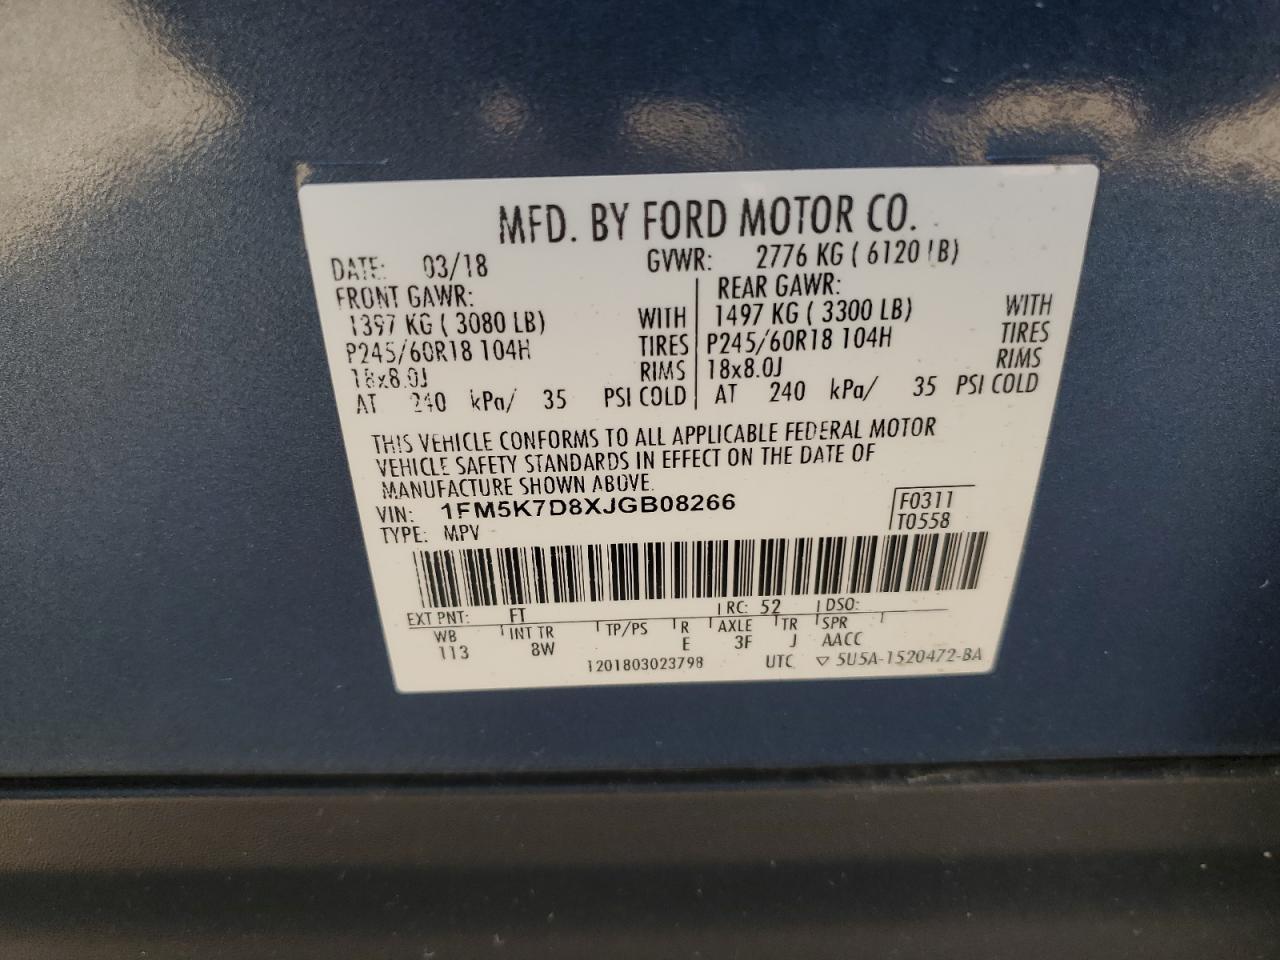 MFD. BY FORD MOTOR CO.
DATE: 03/18 GVWR: 2776 KG ( 6120 LB)
FRONT GAWR: REAR GAWR:
1397 KG ( 3080 LB) WITH 1497 KG ( 3300 LB) WITH
P245/60R18 104H TIRES P245/60R18 104H TIRES
18x8.0J RIMS 18x8.0J RIMS
AT 240 kPa/ 35 PSI COLD AT 240 kPa/ 35 PSI COLD
THIS VEHICLE CONFORMS TO ALL APPLICABLE FEDERAL MOTOR
VEHICLE SAFETY STANDARDS IN EFFECT ON THE DATE OF
MANUFACTURE SHOWN ABOVE.
VIN: 1FM5K7D8XJGB08266 F0311
TYPE: MPV T0558
EXT PNT: FT RC: 52 DSO:
WB INT TR TP/PS R AXLE TR SPR
113 8W E 3F J AACC
1201803023798 UTC ▽ 5U5A-1520472-BA